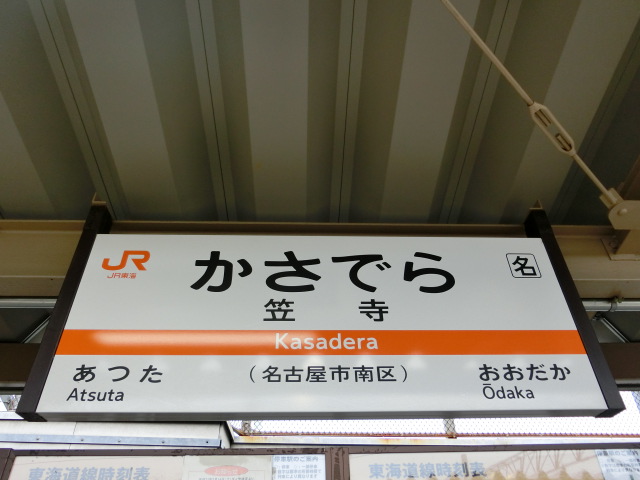 JR
JR東海
かさでら
名
笠寺
Kasadera
あつた
(名古屋市南区)
おおだか
Atsuta
Ōdaka
東海道線時刻表
東海道線時刻表